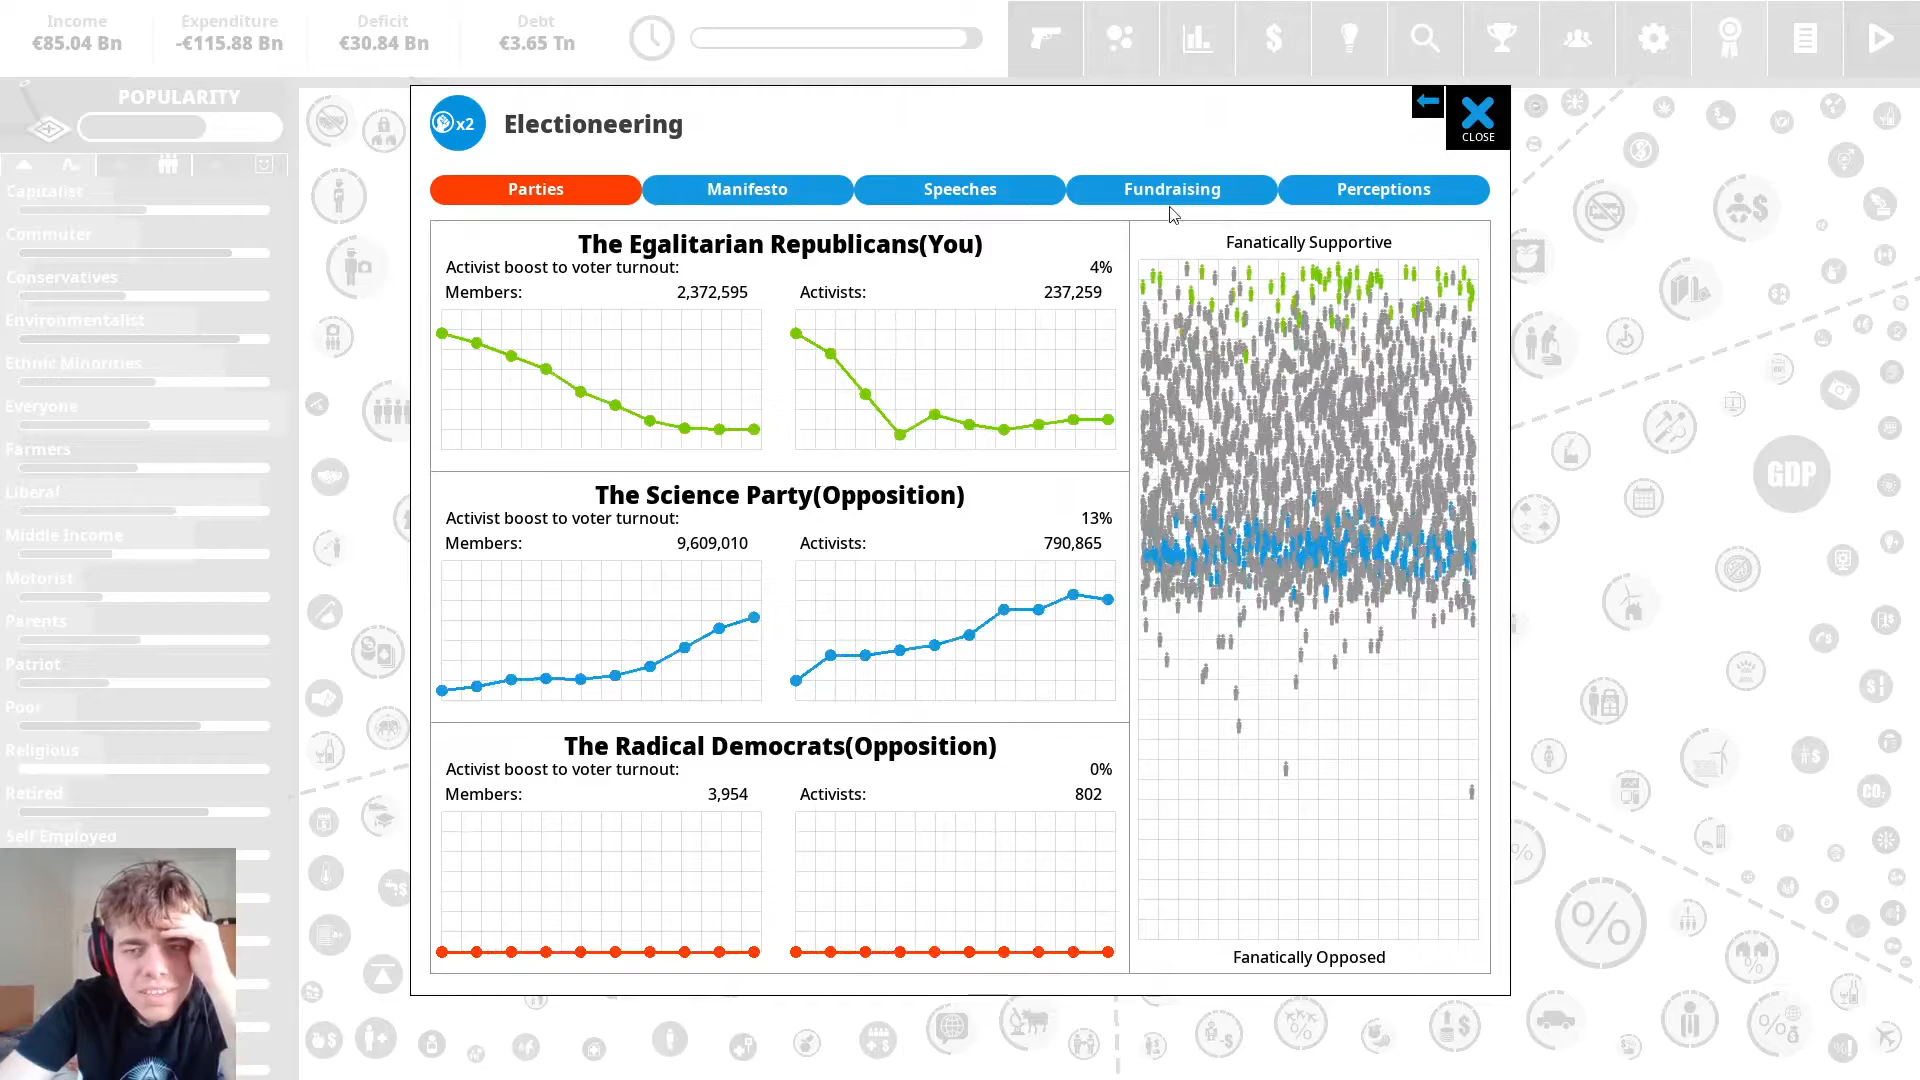 Income
€85.04 Bn
Expenditure
-€115.88 Bn
Deficit
€30.84 Bn
Debt
€3.65 Tn
POPULARITY
Capitalist
Commuter
Conservatives
Environmentalist
Ethnic Minorities
Everyone
Farmers
Liberal
Middle Income
Motorist
Parents
Patriot
Poor
Religious
Retired
Self Employed
x2
Electioneering
CLOSE
Parties
Manifesto
Speeches
Fundraising
Perceptions
The Egalitarian Republicans(You)
Activist boost to voter turnout: 4%
Members: 2,372,595 Activists: 237,259
The Science Party(Opposition)
Activist boost to voter turnout: 13%
Members: 9,609,010 Activists: 790,865
The Radical Democrats(Opposition)
Activist boost to voter turnout: 0%
Members: 3,954 Activists: 802
Fanatically Supportive
Fanatically Opposed
GDP